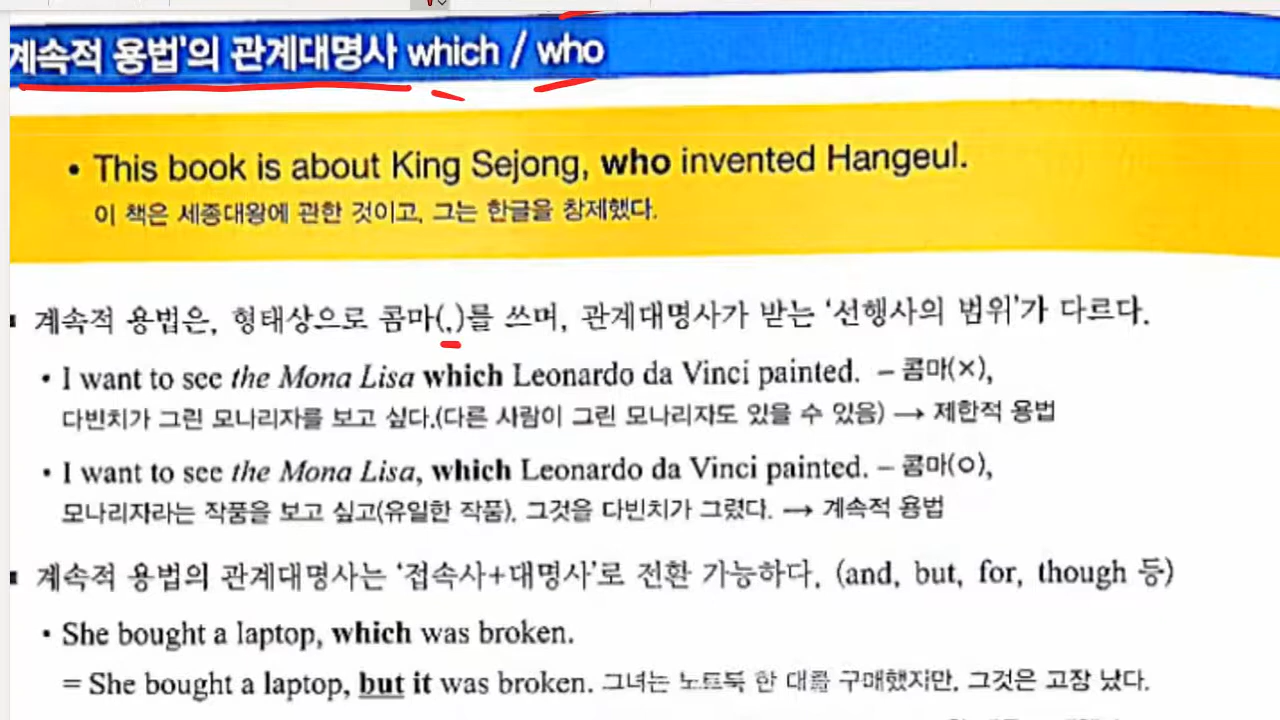 계속적 용법'의 관계대명사 which / who
• This book is about King Sejong, who invented Hangeul.
이 책은 세종대왕에 관한 것이고, 그는 한글을 창제했다.
▪ 계속적 용법은, 형태상으로 콤마(,)를 쓰며, 관계대명사가 받는 '선행사의 범위'가 다르다.
• I want to see the Mona Lisa which Leonardo da Vinci painted. – 콤마(×),
다빈치가 그린 모나리자를 보고 싶다.(다른 사람이 그린 모나리자도 있을 수 있음) → 제한적 용법
• I want to see the Mona Lisa, which Leonardo da Vinci painted. – 콤마(○),
모나리자라는 작품을 보고 싶고(유일한 작품), 그것을 다빈치가 그렸다. → 계속적 용법
▪ 계속적 용법의 관계대명사는 '접속사+대명사'로 전환 가능하다. (and, but, for, though 등)
• She bought a laptop, which was broken.
= She bought a laptop, but it was broken. 그녀는 노트북 한 대를 구매했지만, 그것은 고장 났다.